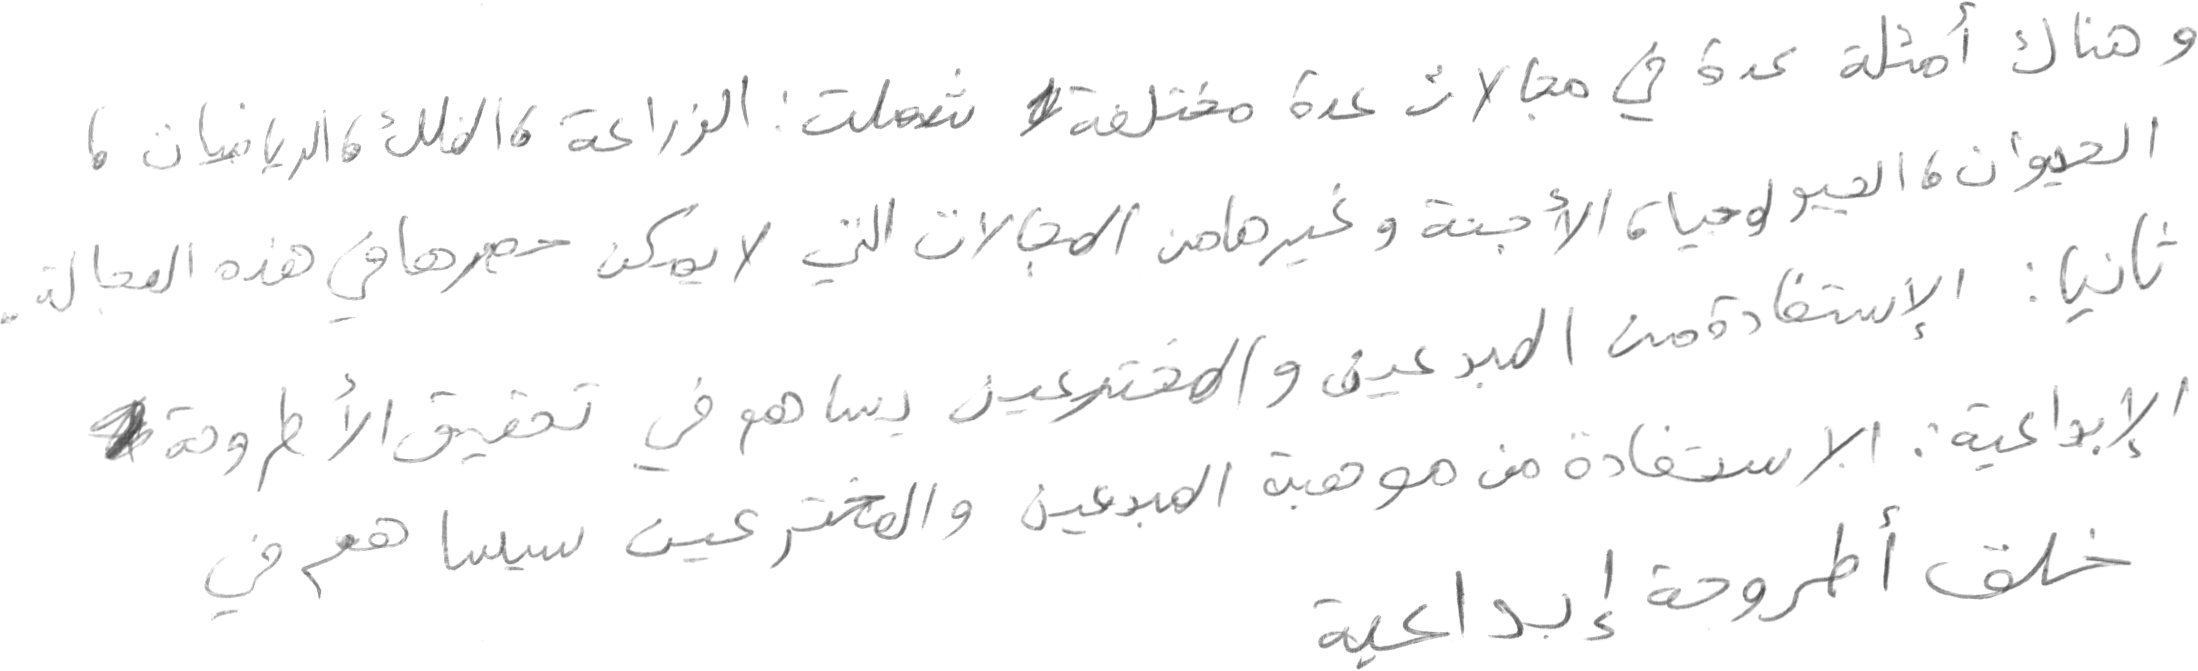 وهناك أمثلة عدة في مجالات عدة مختلفة شملت: الزراعة، الفلك، الرياضيات،
الحيوان، الجيولوجيا، الأجنة وغيرها من المجالات التي لا يمكن حصرها في هذه العجالة.
ثانيا: الإستفادة من المبدعين والمخترعين يساهم في تحقيق الأطروحة
الإبداعية: الاستفادة من موهبة المبدعين والمخترعين سيساهم في
خلق أطروحة إبداعية